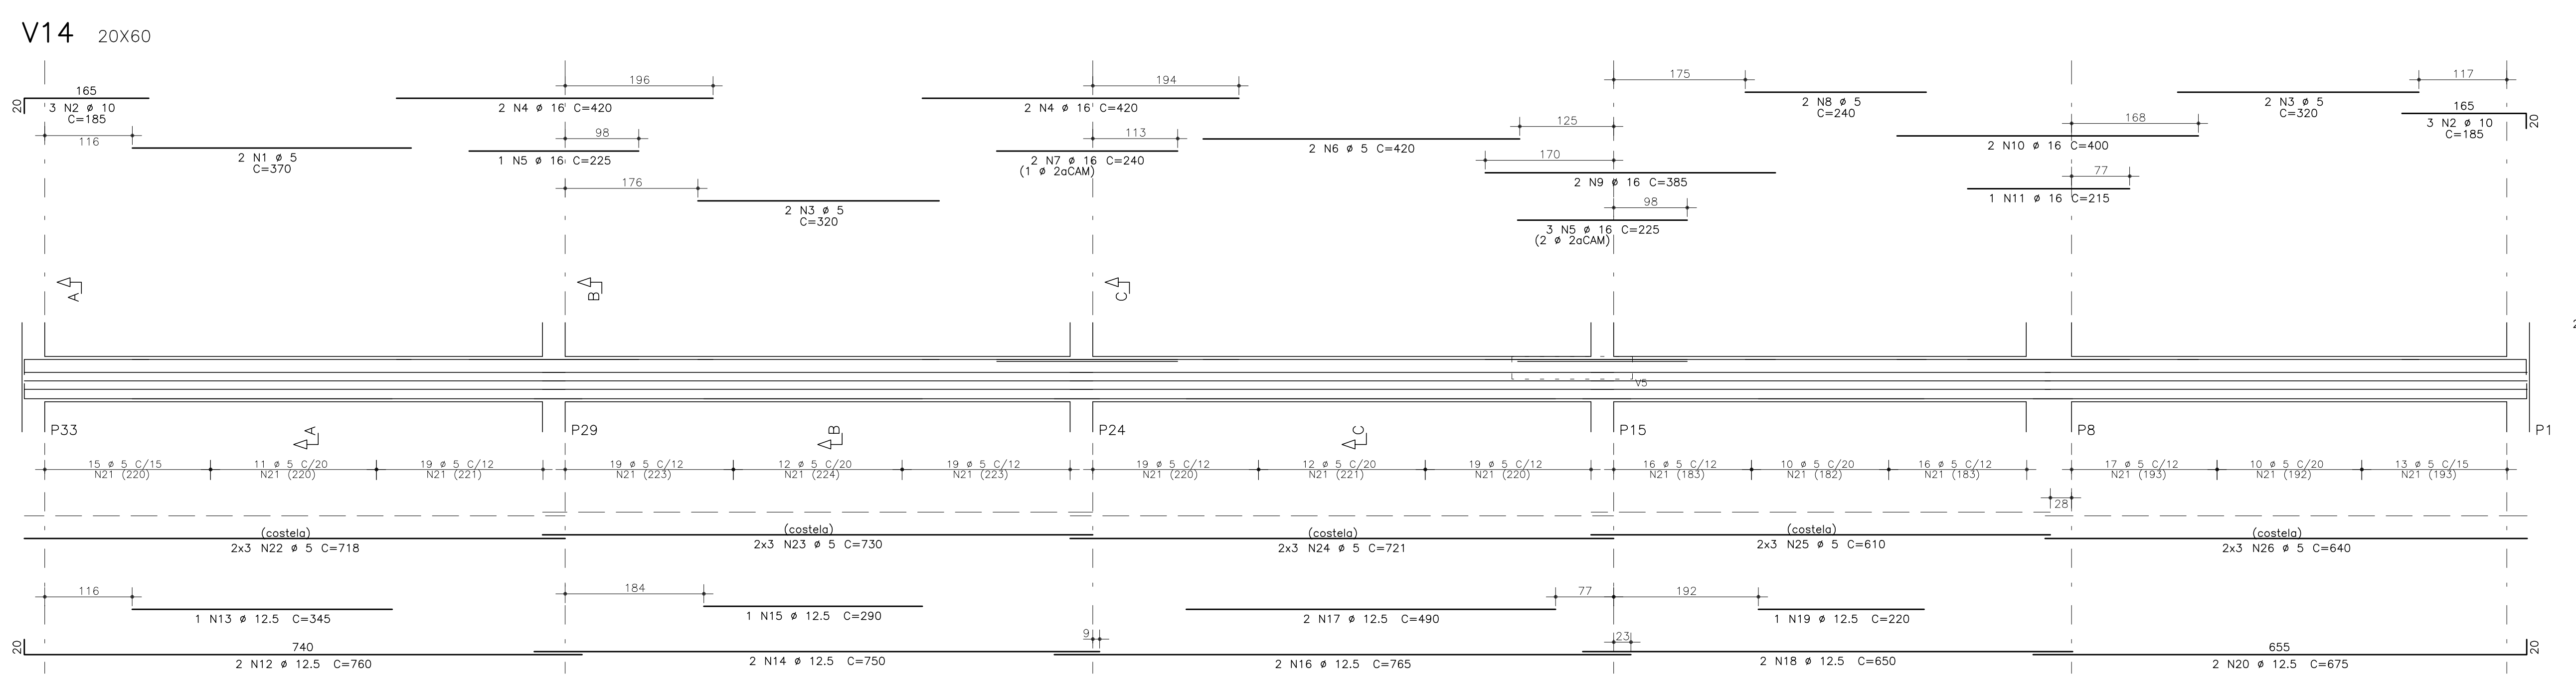 V14 20X60
196
194
175
117
165
20
3 N2 ø 10
C=185
2 N4 ø 16 C=420
2 N4 ø 16 C=420
2 N8 ø 5
C=240
2 N3 ø 5
C=320
165
20
3 N2 ø 10
C=185
116
2 N1 ø 5
C=370
98
1 N5 ø 16 C=225
113
2 N7 ø 16 C=240
(1 ø 2aCAM)
125
2 N6 ø 5 C=420
168
2 N10 ø 16 C=400
170
2 N9 ø 16 C=385
77
1 N11 ø 16 C=215
176
2 N3 ø 5
C=320
98
3 N5 ø 16 C=225
(2 ø 2aCAM)
A
B
C
2
V5
P33
A
P29
B
P24
C
P15
P8
P1
15 ø 5 C/15
N21 (220)
11 ø 5 C/20
N21 (220)
19 ø 5 C/12
N21 (221)
19 ø 5 C/12
N21 (223)
12 ø 5 C/20
N21 (224)
19 ø 5 C/12
N21 (223)
19 ø 5 C/12
N21 (220)
12 ø 5 C/20
N21 (221)
19 ø 5 C/12
N21 (220)
16 ø 5 C/12
N21 (183)
10 ø 5 C/20
N21 (182)
16 ø 5 C/12
N21 (183)
17 ø 5 C/12
N21 (193)
10 ø 5 C/20
N21 (192)
13 ø 5 C/15
N21 (193)
28
(costela)
2x3 N22 ø 5 C=718
(costela)
2x3 N23 ø 5 C=730
(costela)
2x3 N24 ø 5 C=721
(costela)
2x3 N25 ø 5 C=610
(costela)
2x3 N26 ø 5 C=640
116
1 N13 ø 12.5 C=345
184
1 N15 ø 12.5 C=290
77
2 N17 ø 12.5 C=490
192
1 N19 ø 12.5 C=220
20
740
2 N12 ø 12.5 C=760
9
2 N14 ø 12.5 C=750
23
2 N16 ø 12.5 C=765
2 N18 ø 12.5 C=650
655
2 N20 ø 12.5 C=675
20